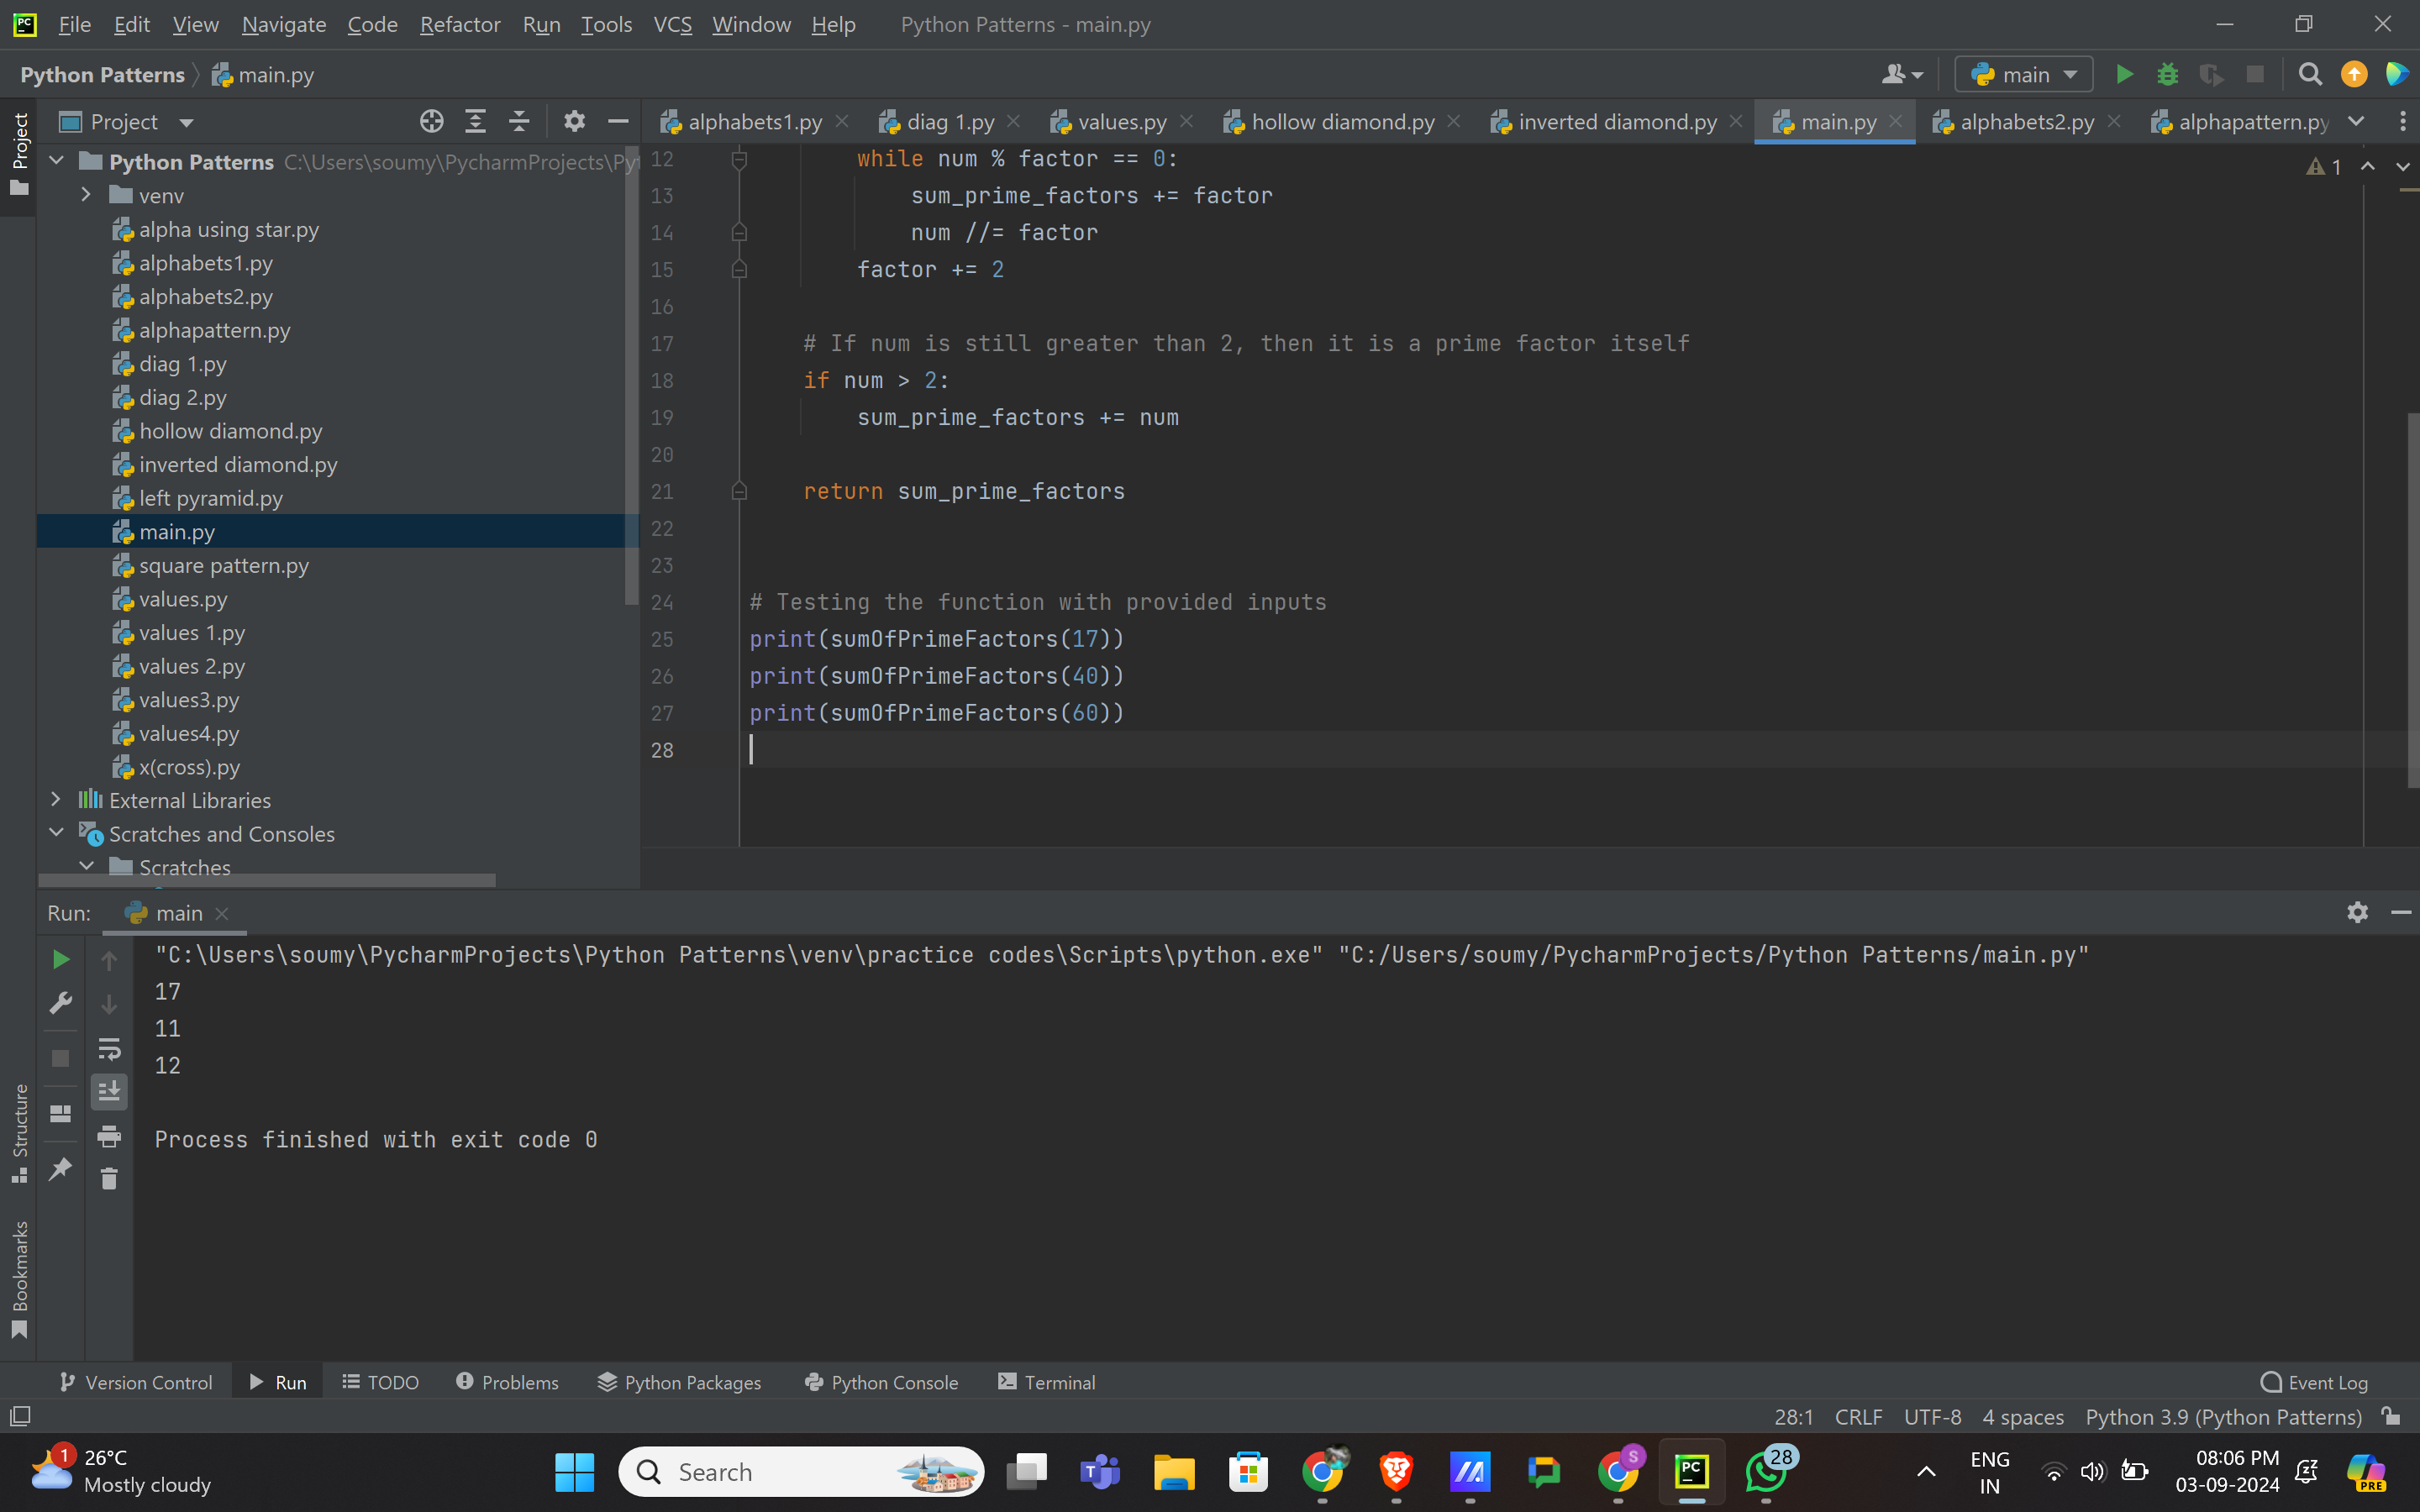 PC File Edit View Navigate Code Refactor Run Tools VCS Window Help Python Patterns - main.py
Python Patterns main.py main
Project
Project
alphabets1.py diag 1.py values.py hollow diamond.py inverted diamond.py main.py alphabets2.py alphapattern.py
Python Patterns C:\Users\soumy\PycharmProjects\Pyt
venv
alpha using star.py
alphabets1.py
alphabets2.py
alphapattern.py
diag 1.py
diag 2.py
hollow diamond.py
inverted diamond.py
left pyramid.py
main.py
square pattern.py
values.py
values 1.py
values 2.py
values3.py
values4.py
x(cross).py
External Libraries
Scratches and Consoles
Scratches
1
12 while num % factor == 0:
13 sum_prime_factors += factor
14 num //= factor
15 factor += 2
16
17 # If num is still greater than 2, then it is a prime factor itself
18 if num > 2:
19 sum_prime_factors += num
20
21 return sum_prime_factors
22
23
24 # Testing the function with provided inputs
25 print(sumOfPrimeFactors(17))
26 print(sumOfPrimeFactors(40))
27 print(sumOfPrimeFactors(60))
28
Run: main
"C:\Users\soumy\PycharmProjects\Python Patterns\venv\practice codes\Scripts\python.exe" "C:/Users/soumy/PycharmProjects/Python Patterns/main.py"
17
11
12
Process finished with exit code 0
Structure
Bookmarks
Version Control Run TODO Problems Python Packages Python Console Terminal Event Log
28:1 CRLF UTF-8 4 spaces Python 3.9 (Python Patterns)
1 26°C
Mostly cloudy
Search
T
S
PC
28
ENG
IN
08:06 PM
03-09-2024
PRE